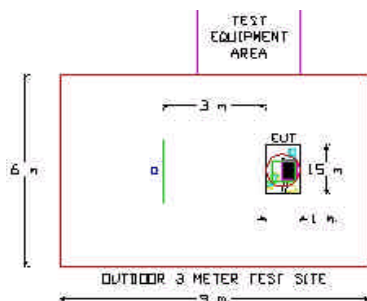 TEST
EQUIPMENT
AREA
3 m
EUT
6 m
1.5 m
1 m
OUTDOOR 3 METER TEST SITE
9 m